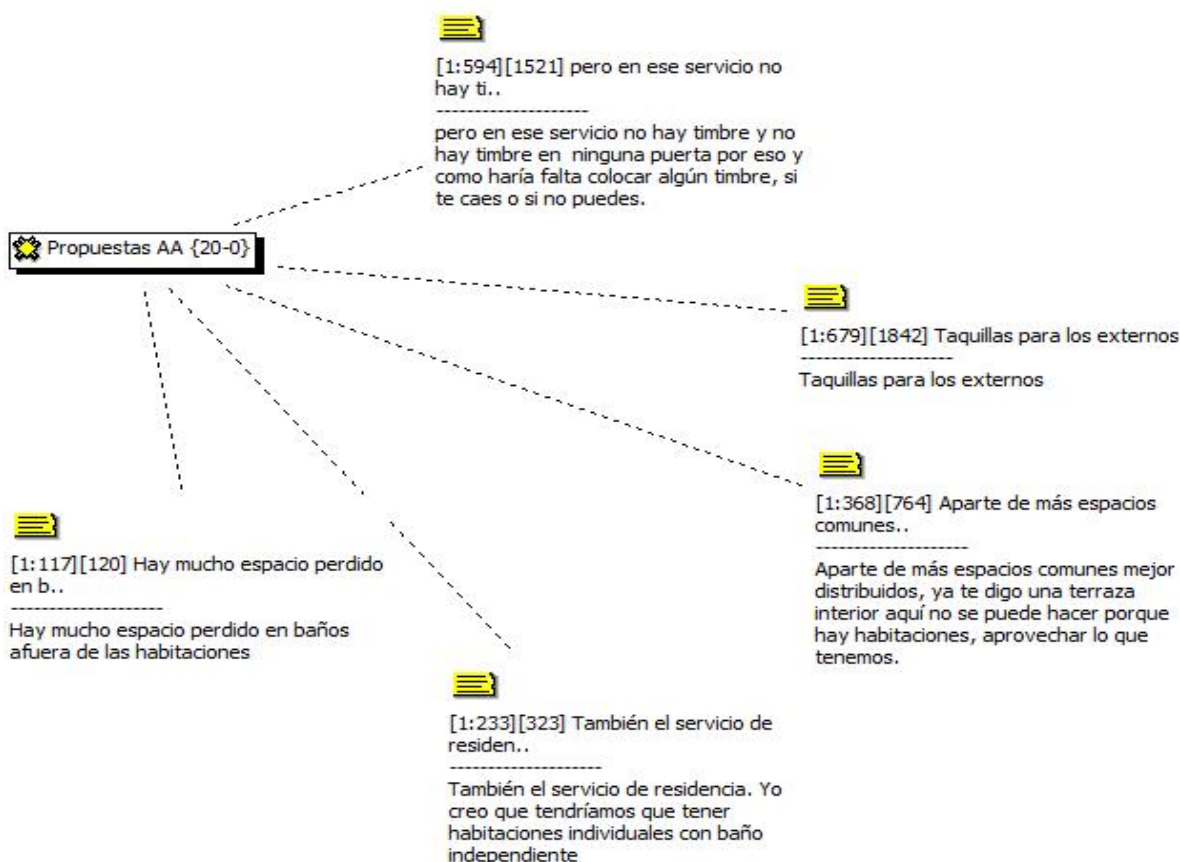 [1:594][1521] pero en ese servicio no
hay ti..
--------------------
pero en ese servicio no hay timbre y no
hay timbre en ninguna puerta por eso y
como haría falta colocar algún timbre, si
te caes o si no puedes.
Propuestas AA {20-0}
[1:679][1842] Taquillas para los externos
--------------------
Taquillas para los externos
[1:368][764] Aparte de más espacios
comunes..
--------------------
Aparte de más espacios comunes mejor
distribuidos, ya te digo una terraza
interior aquí no se puede hacer porque
hay habitaciones, aprovechar lo que
tenemos.
[1:117][120] Hay mucho espacio perdido
en b..
--------------------
Hay mucho espacio perdido en baños
afuera de las habitaciones
[1:233][323] También el servicio de
residen..
--------------------
También el servicio de residencia. Yo
creo que tendríamos que tener
habitaciones individuales con baño
independiente